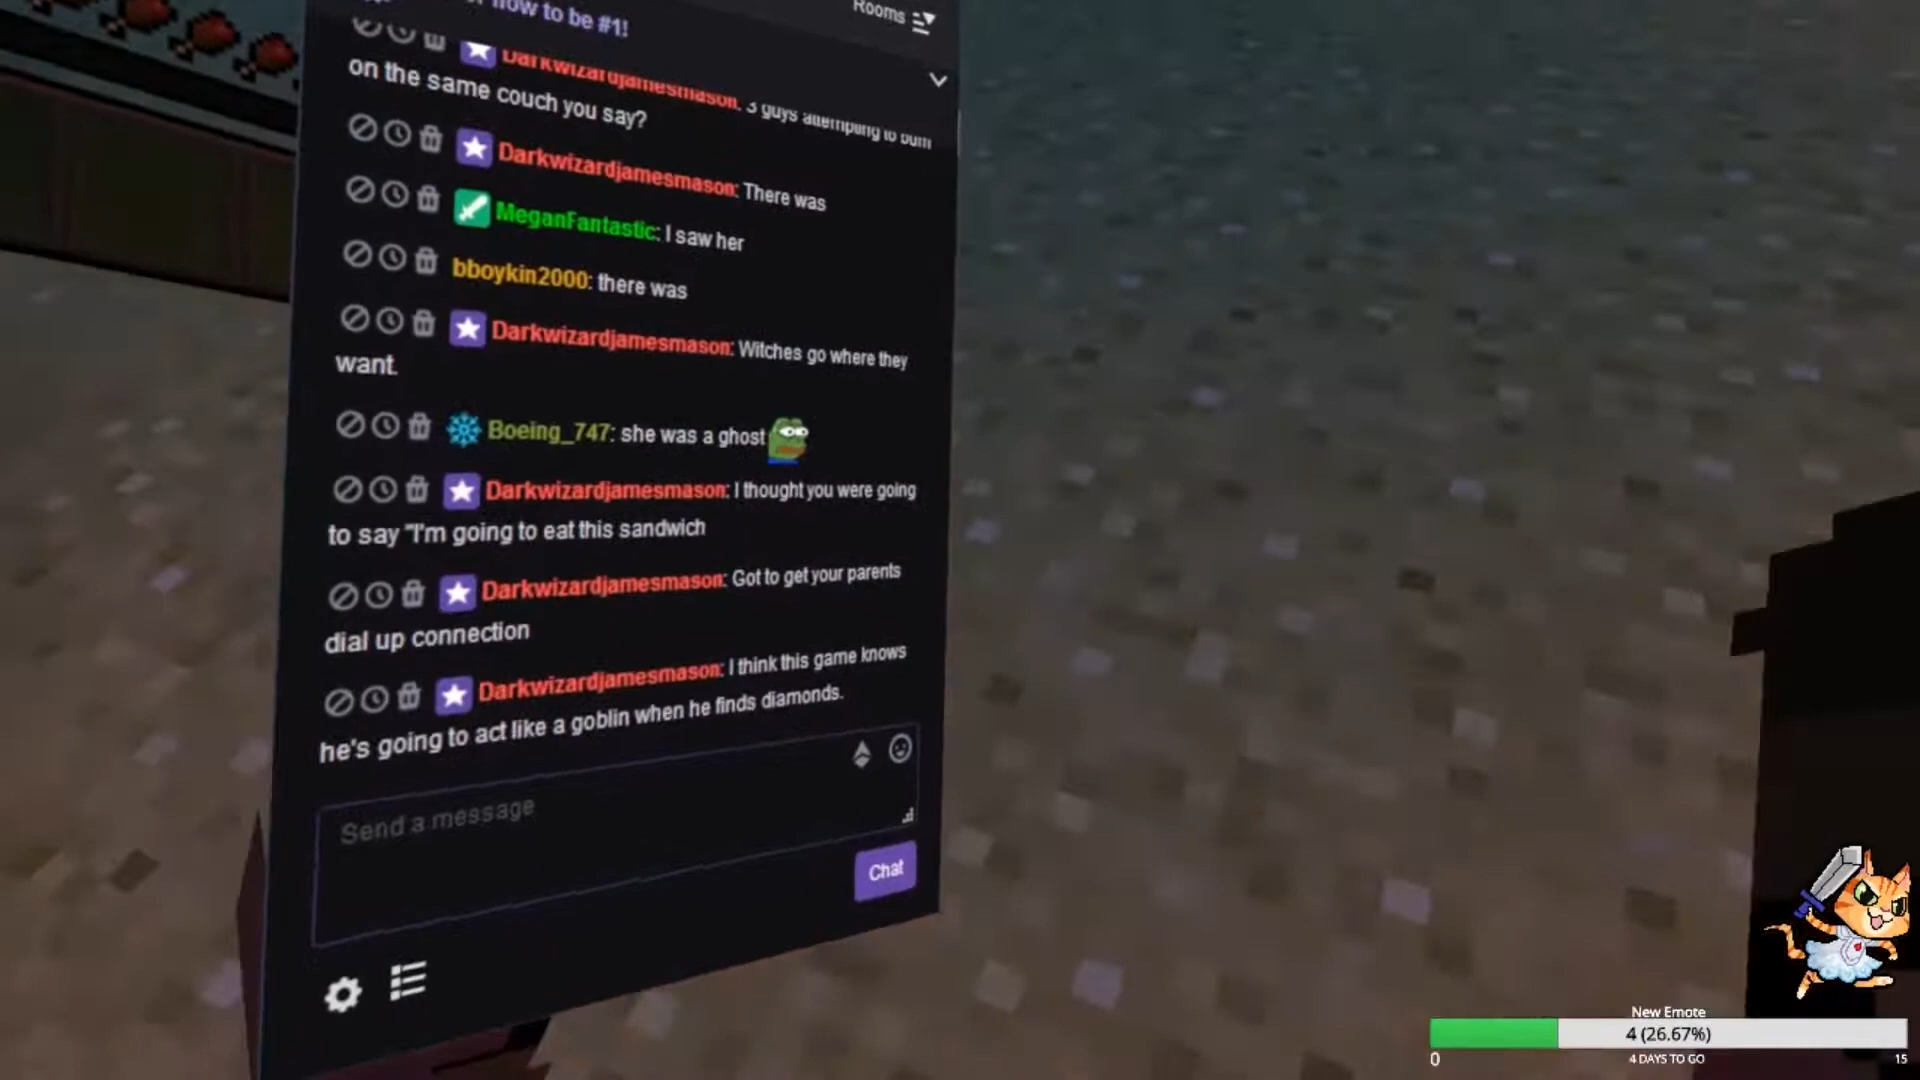 how to be #1!
Rooms
Darkwizardjamesmason: 3 guys attempting to bum
on the same couch you say?
Darkwizardjamesmason: There was
MeganFantastic: I saw her
bboykin2000: there was
Darkwizardjamesmason: Witches go where they
want.
Boeing_747: she was a ghost
Darkwizardjamesmason: I thought you were going
to say "I'm going to eat this sandwich
Darkwizardjamesmason: Got to get your parents
dial up connection
Darkwizardjamesmason: I think this game knows
he's going to act like a goblin when he finds diamonds.
Send a message
Chat
New Emote
4 (26.67%)
0
4 DAYS TO GO
15